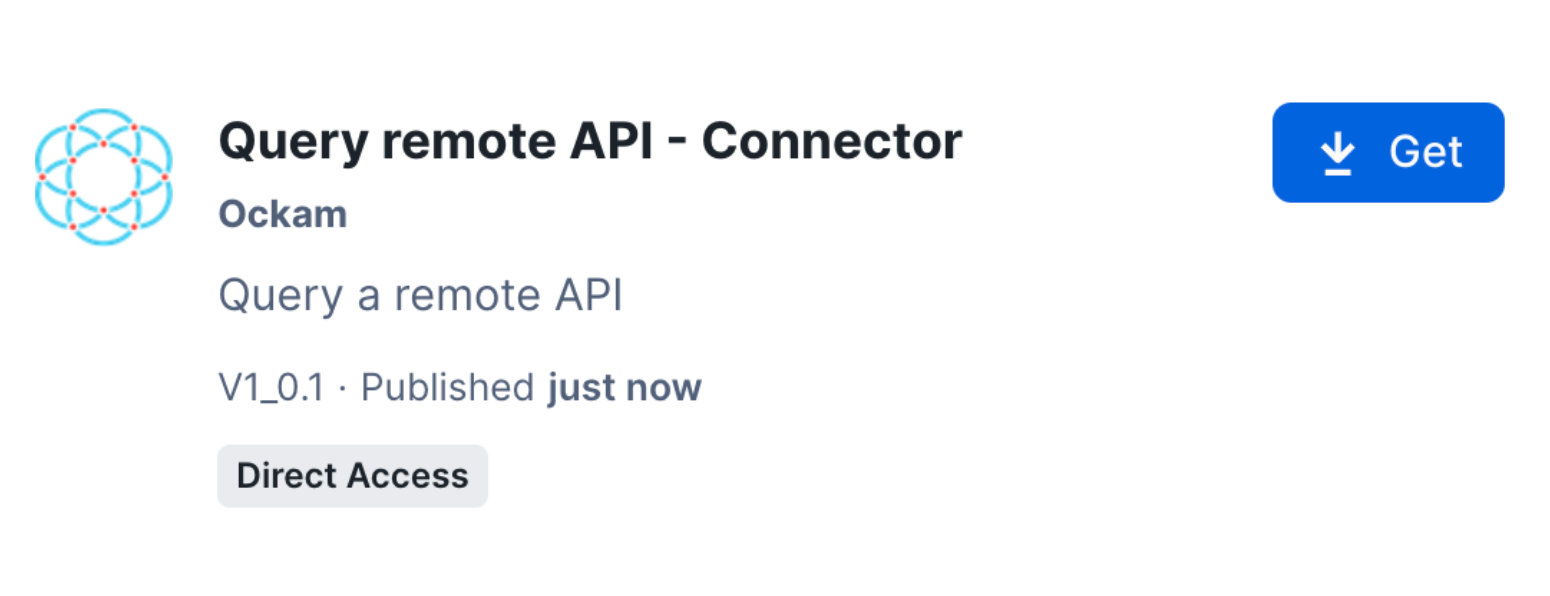 Query remote API - Connector
Get
Ockam
Query a remote API
V1_0.1 · Published just now
Direct Access